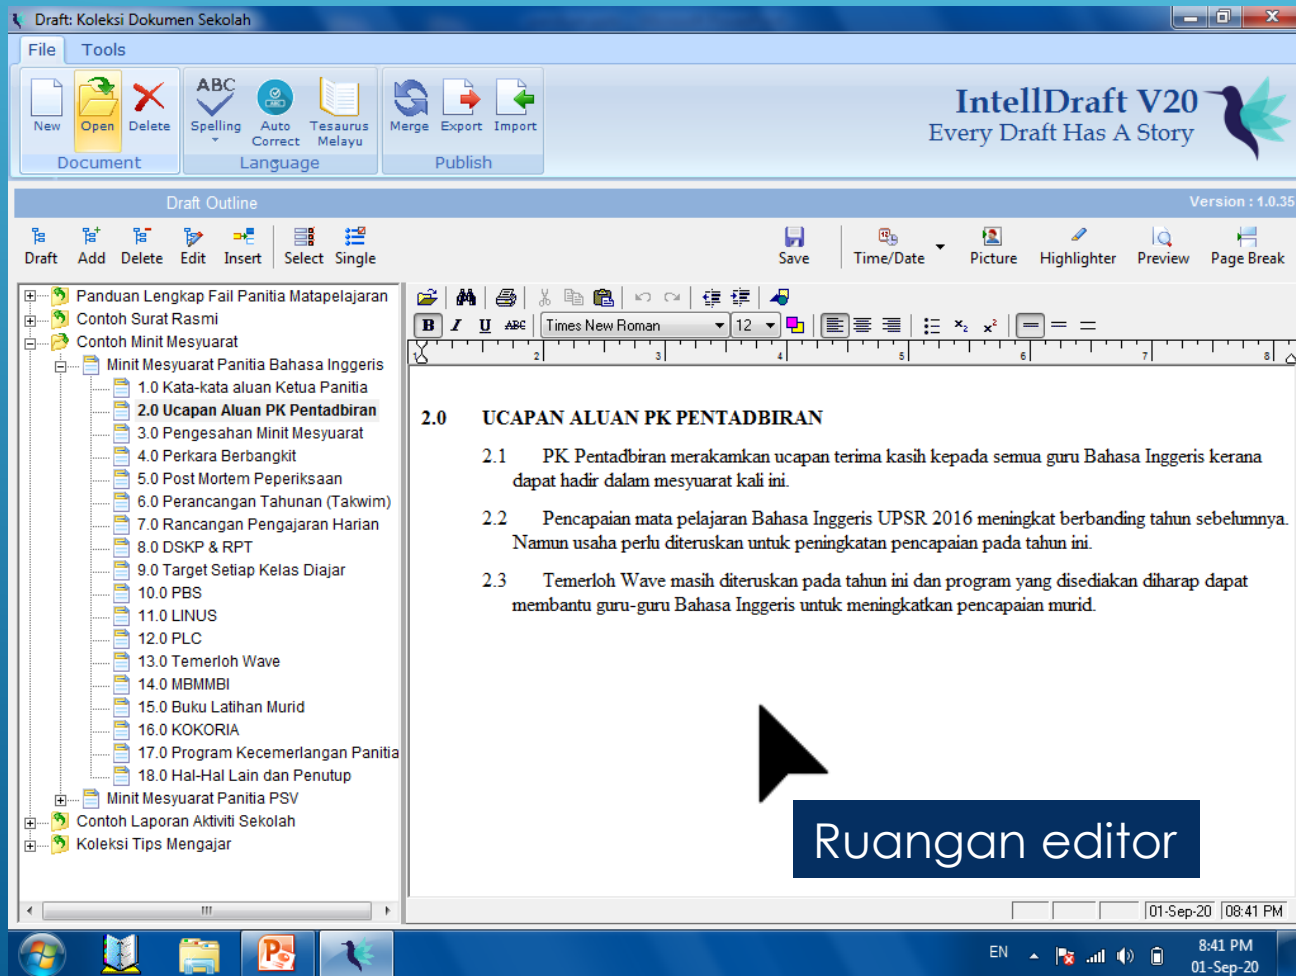 Draft: Koleksi Dokumen Sekolah
File Tools
New Open Delete
Document
ABC
Spelling Auto Correct Tesaurus Melayu
Language
Merge Export Import
Publish
IntellDraft V20
Every Draft Has A Story
Draft Outline
Version : 1.0.35
Draft Add Delete Edit Insert Select Single
Save Time/Date Picture Highlighter Preview Page Break
Panduan Lengkap Fail Panitia Matapelajaran
Contoh Surat Rasmi
Contoh Minit Mesyuarat
Minit Mesyuarat Panitia Bahasa Inggeris
1.0 Kata-kata aluan Ketua Panitia
2.0 Ucapan Aluan PK Pentadbiran
3.0 Pengesahan Minit Mesyuarat
4.0 Perkara Berbangkit
5.0 Post Mortem Peperiksaan
6.0 Perancangan Tahunan (Takwim)
7.0 Rancangan Pengajaran Harian
8.0 DSKP & RPT
9.0 Target Setiap Kelas Diajar
10.0 PBS
11.0 LINUS
12.0 PLC
13.0 Temerloh Wave
14.0 MBMMBI
15.0 Buku Latihan Murid
16.0 KOKORIA
17.0 Program Kecemerlangan Panitia
18.0 Hal-Hal Lain dan Penutup
Minit Mesyuarat Panitia PSV
Contoh Laporan Aktiviti Sekolah
Koleksi Tips Mengajar
B I U ABC Times New Roman 12
1 2 3 4 5 6 7 8
2.0 UCAPAN ALUAN PK PENTADBIRAN
2.1 PK Pentadbiran merakamkan ucapan terima kasih kepada semua guru Bahasa Inggeris kerana
dapat hadir dalam mesyuarat kali ini.
2.2 Pencapaian mata pelajaran Bahasa Inggeris UPSR 2016 meningkat berbanding tahun sebelumnya.
Namun usaha perlu diteruskan untuk peningkatan pencapaian pada tahun ini.
2.3 Temerloh Wave masih diteruskan pada tahun ini dan program yang disediakan diharap dapat
membantu guru-guru Bahasa Inggeris untuk meningkatkan pencapaian murid.
Ruangan editor
01-Sep-20 08:41 PM
EN
8:41 PM
01-Sep-20